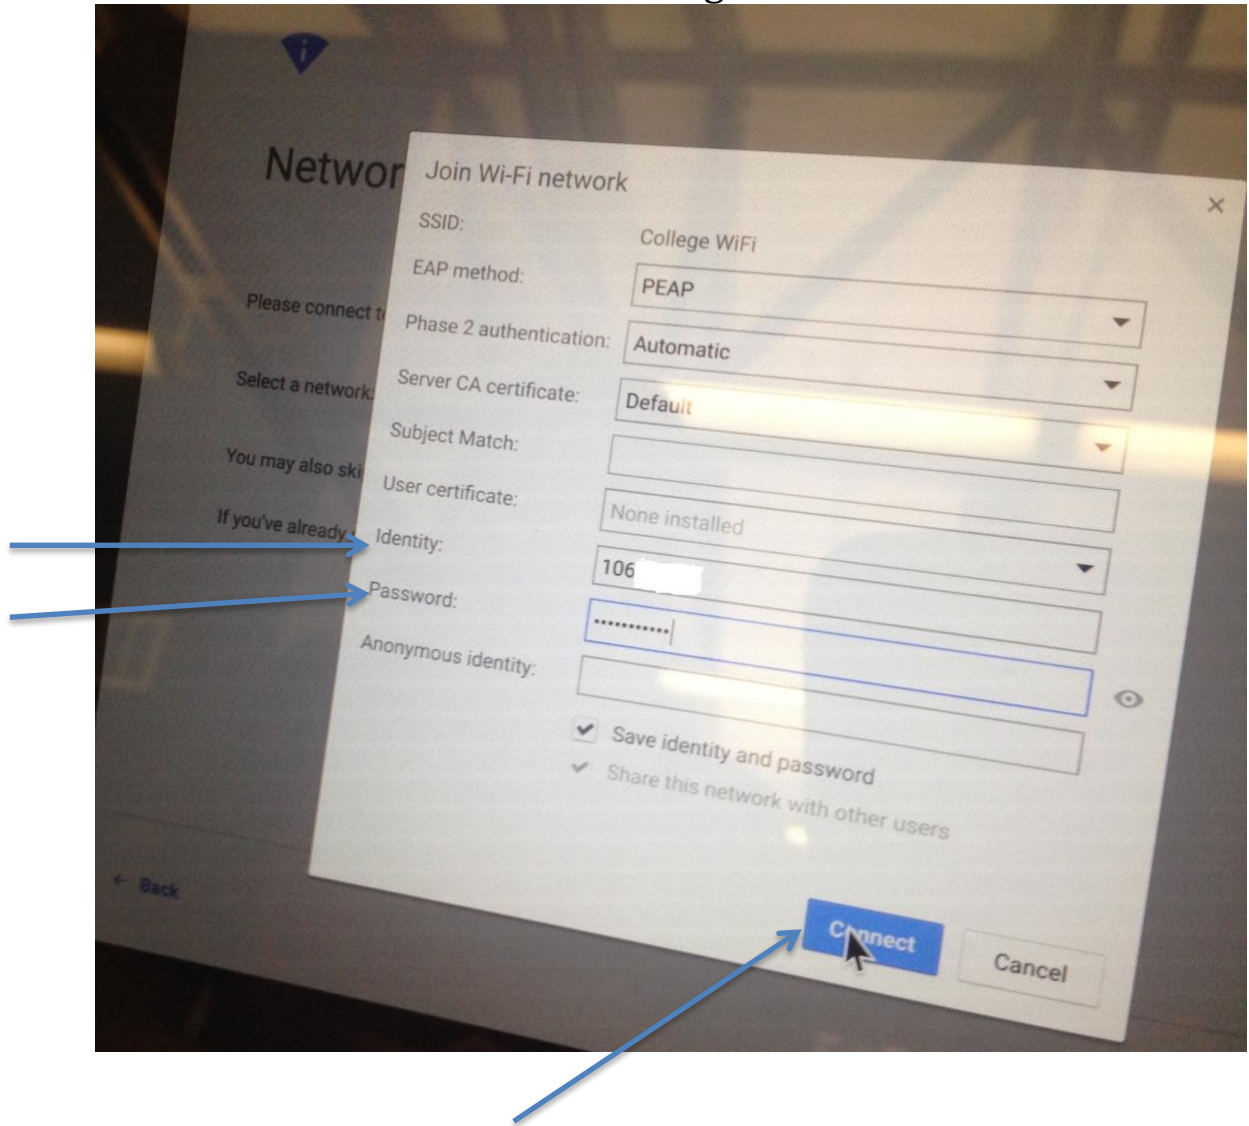 g
Networ
Please connect t
Select a network:
You may also ski
If you've already
Join Wi-Fi network
×
SSID: College WiFi
EAP method: PEAP
Phase 2 authentication: Automatic
Server CA certificate: Default
Subject Match:
User certificate: None installed
Identity: 106
Password: •••••••••••
Anonymous identity:
Save identity and password
Share this network with other users
Connect Cancel
← Back